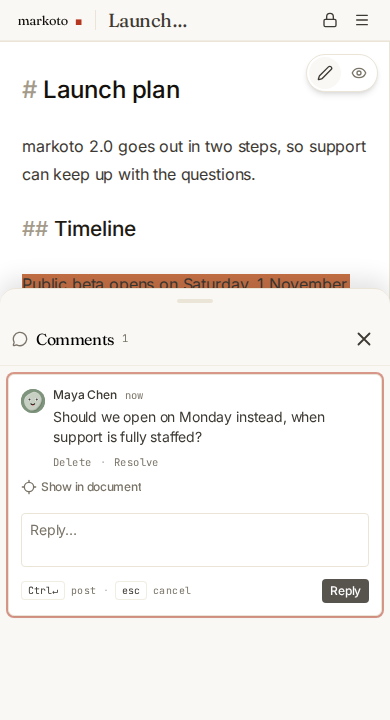 markoto
Launch...
# Launch plan
markoto 2.0 goes out in two steps, so support
can keep up with the questions.
## Timeline
Public beta opens on Saturday, 1 November
Comments 1
Maya Chen now
Should we open on Monday instead, when
support is fully staffed?
Delete · Resolve
Show in document
Reply...
Ctrl↵ post · esc cancel
Reply